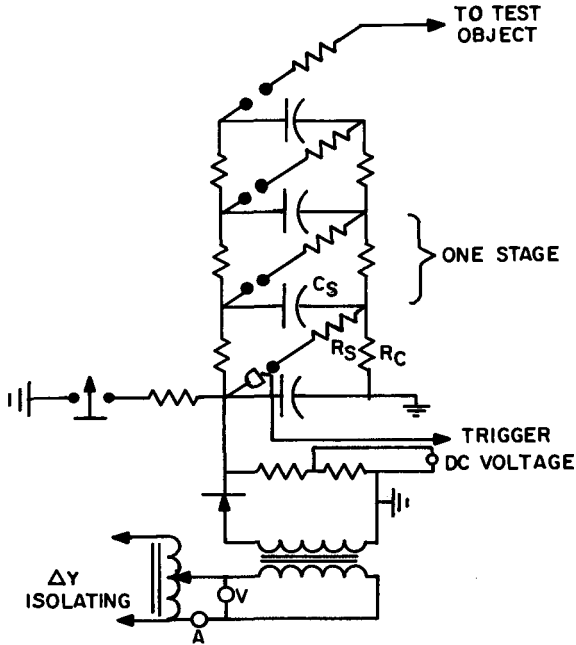 TO TEST
OBJECT
ONE STAGE
CS
RS
RC
TRIGGER
DC VOLTAGE
ΔY
ISOLATING
V
A